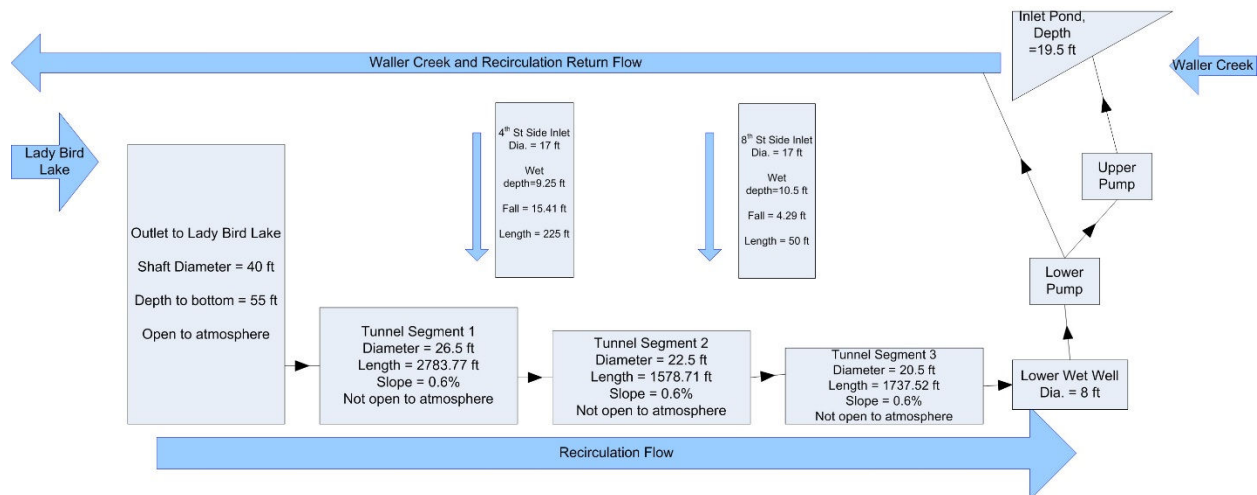 Inlet Pond,
Depth
=19.5 ft
Waller Creek and Recirculation Return Flow
Waller Creek
Lady Bird
Lake
4th St Side Inlet
Dia. = 17 ft
Wet
depth=9.25 ft
Fall = 15.41 ft
Length = 225 ft
8th St Side Inlet
Dia. = 17 ft
Wet
depth=10.5 ft
Fall = 4.29 ft
Length = 50 ft
Upper
Pump
Outlet to Lady Bird Lake
Shaft Diameter = 40 ft
Depth to bottom = 55 ft
Open to atmosphere
Lower
Pump
Tunnel Segment 1
Diameter = 26.5 ft
Length = 2783.77 ft
Slope = 0.6%
Not open to atmosphere
Tunnel Segment 2
Diameter = 22.5 ft
Length = 1578.71 ft
Slope = 0.6%
Not open to atmosphere
Tunnel Segment 3
Diameter = 20.5 ft
Length = 1737.52 ft
Slope = 0.6%
Not open to atmosphere
Lower Wet Well
Dia. = 8 ft
Recirculation Flow